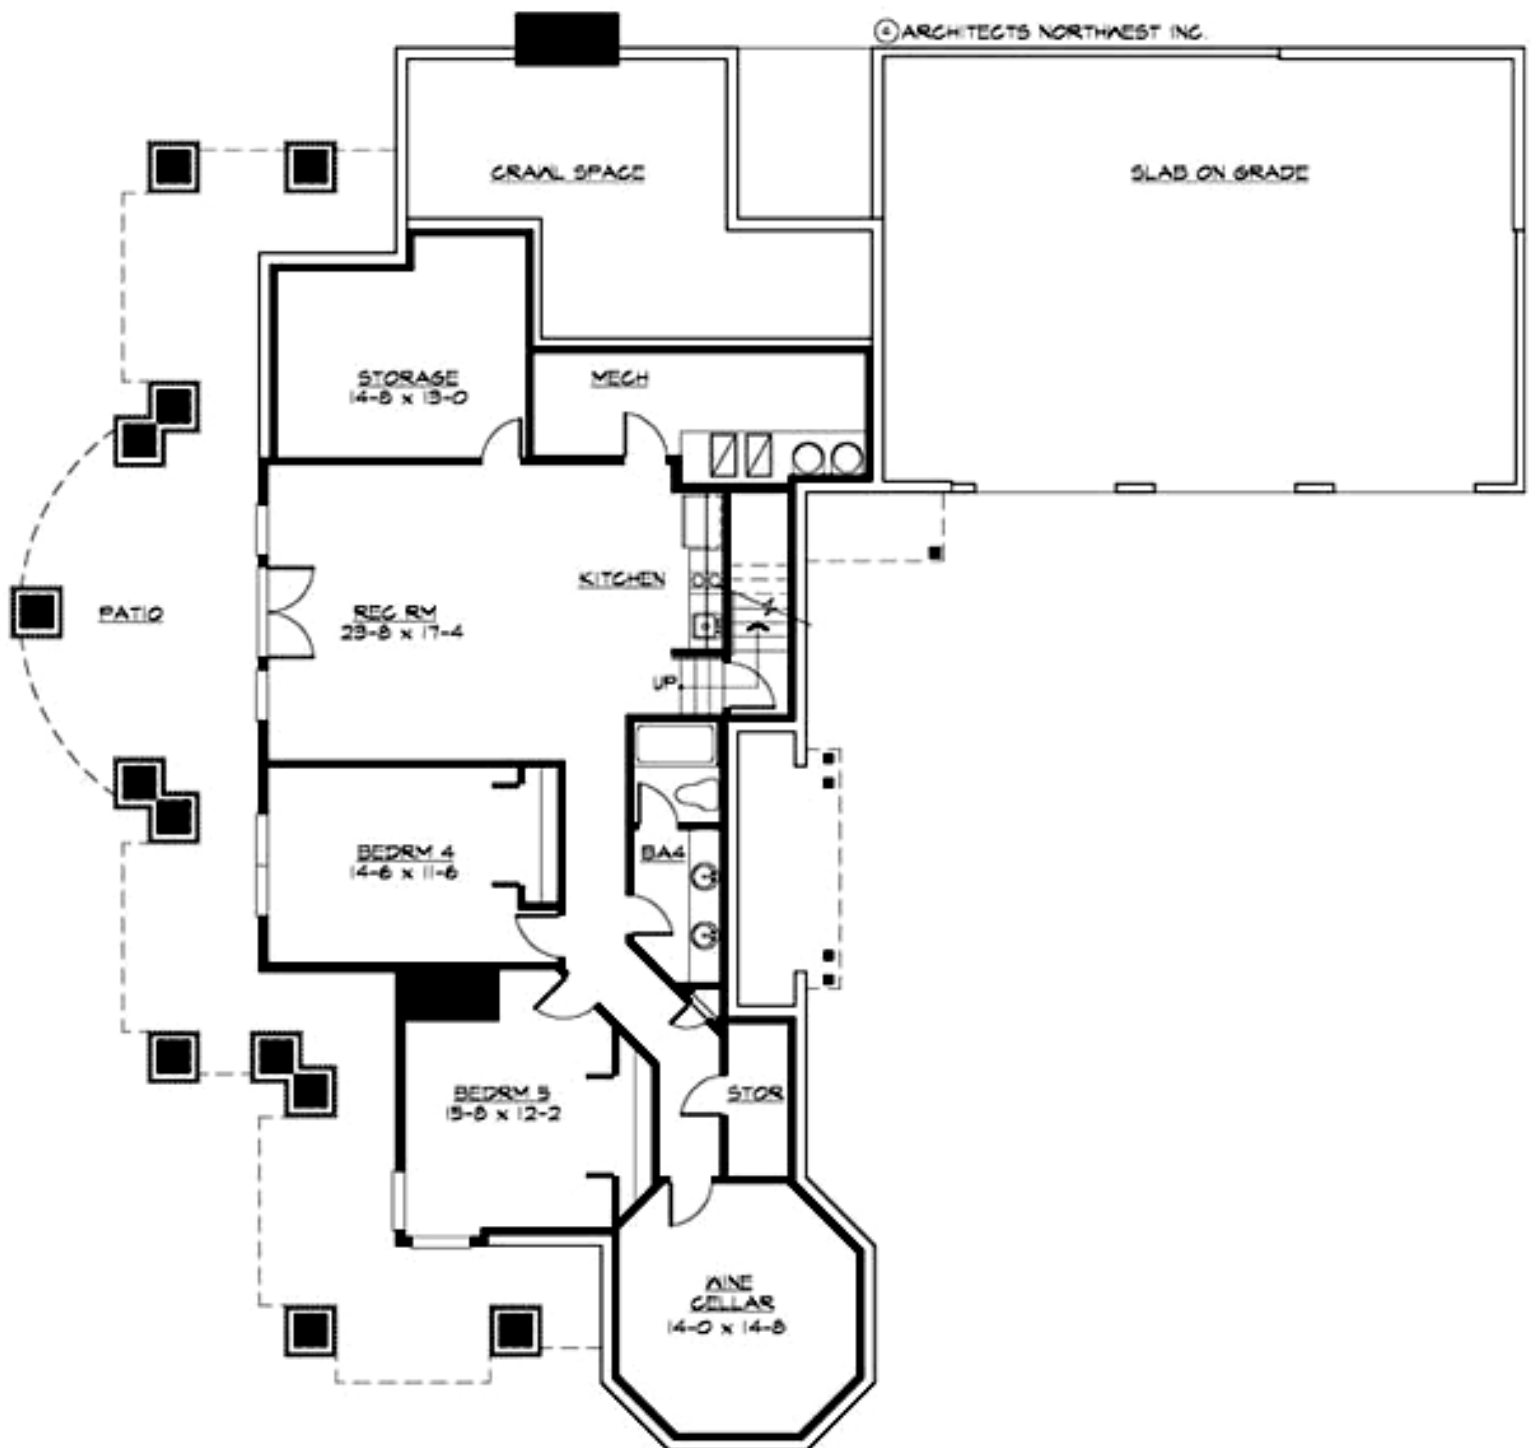 © ARCHITECTS NORTHWEST INC.
CRAWL SPACE
SLAB ON GRADE
STORAGE
14-8 x 13-0
MECH
KITCHEN
PATIO
REC RM
23-8 x 17-4
UP
BEDRM 4
14-6 x 11-6
BA4
BEDRM 5
15-8 x 12-2
STOR
WINE
CELLAR
14-0 x 14-8